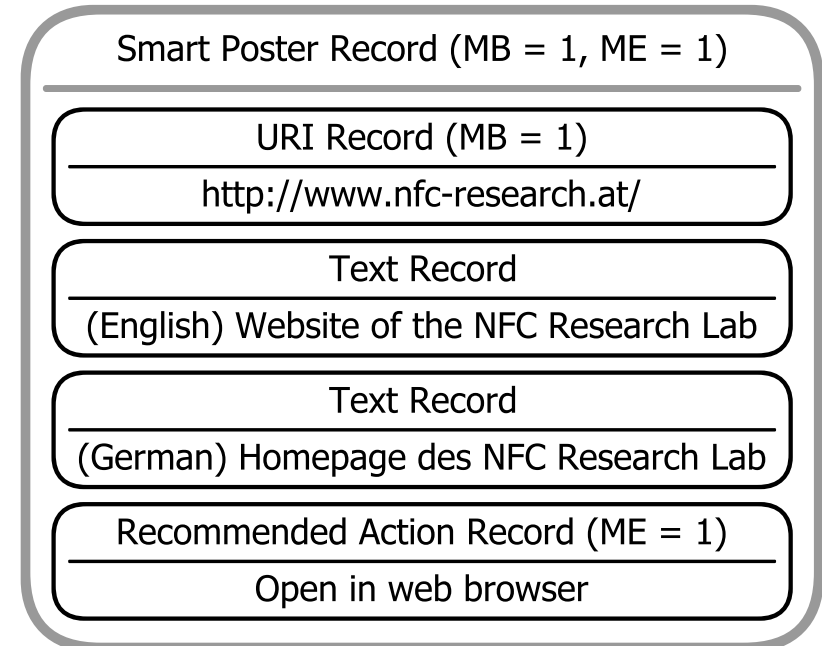 Smart Poster Record (MB = 1, ME = 1)
URI Record (MB = 1)
http://www.nfc-research.at/
Text Record
(English) Website of the NFC Research Lab
Text Record
(German) Homepage des NFC Research Lab
Recommended Action Record (ME = 1)
Open in web browser